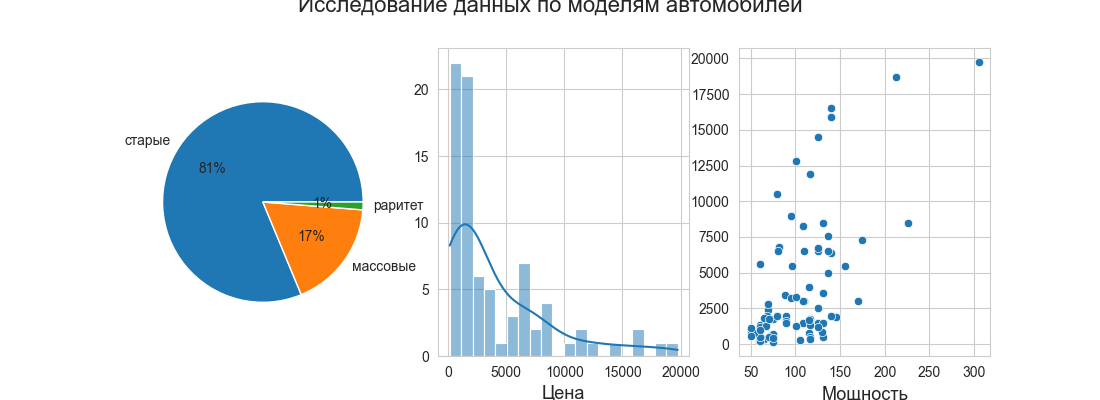 Исследование данных по моделям автомобилей
старые
81%
1%
раритет
17%
массовые
20
15
10
5
0
0 5000 10000 15000 20000
Цена
20000
17500
15000
12500
10000
7500
5000
2500
0
50 100 150 200 250 300
Мощность